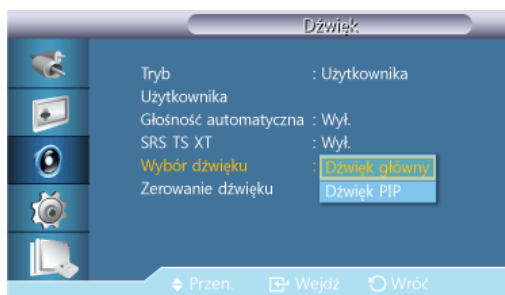 Dźwięk
Tryb : Użytkownika
Użytkownika
Głośność automatyczna : Wył.
SRS TS XT : Wył.
Wybór dźwięku : Dźwięk główny
Zerowanie dźwięku Dźwięk PIP
Przen. Wejdź Wróć